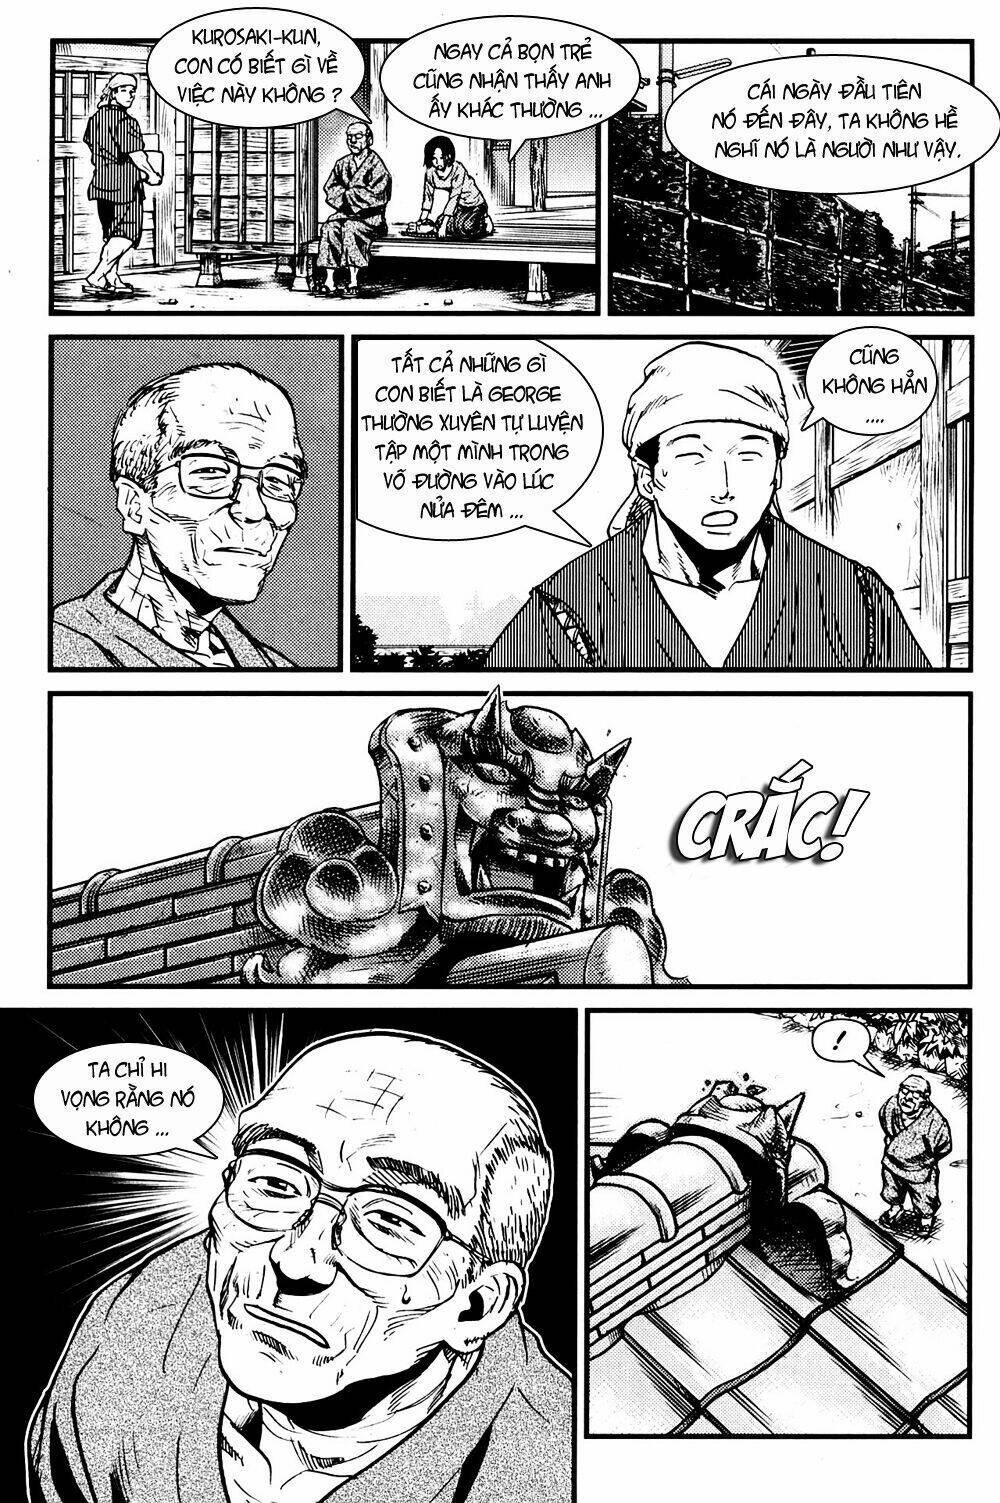 KUROSAKI-KUN,
CON CÓ BIẾT GÌ VỀ
VIỆC NÀY KHÔNG ?
NGAY CẢ BỌN TRẺ
CŨNG NHẬN THẤY ANH
ẤY KHÁC THƯỜNG ...
CÁI NGÀY ĐẦU TIÊN
NÓ ĐẾN ĐÂY, TA KHÔNG HỀ
NGHĨ NÓ LÀ NGƯỜI NHƯ VẬY.
TẤT CẢ NHỮNG GÌ
CON BIẾT LÀ GEORGE
THƯỜNG XUYÊN TỰ LUYỆN
TẬP MỘT MÌNH TRONG
VÕ ĐƯỜNG VÀO LÚC
NỬA ĐÊM ...
CŨNG
KHÔNG HẲN
....
CRẮC!
TA CHỈ HI
VỌNG RẰNG NÓ
KHÔNG ...
!